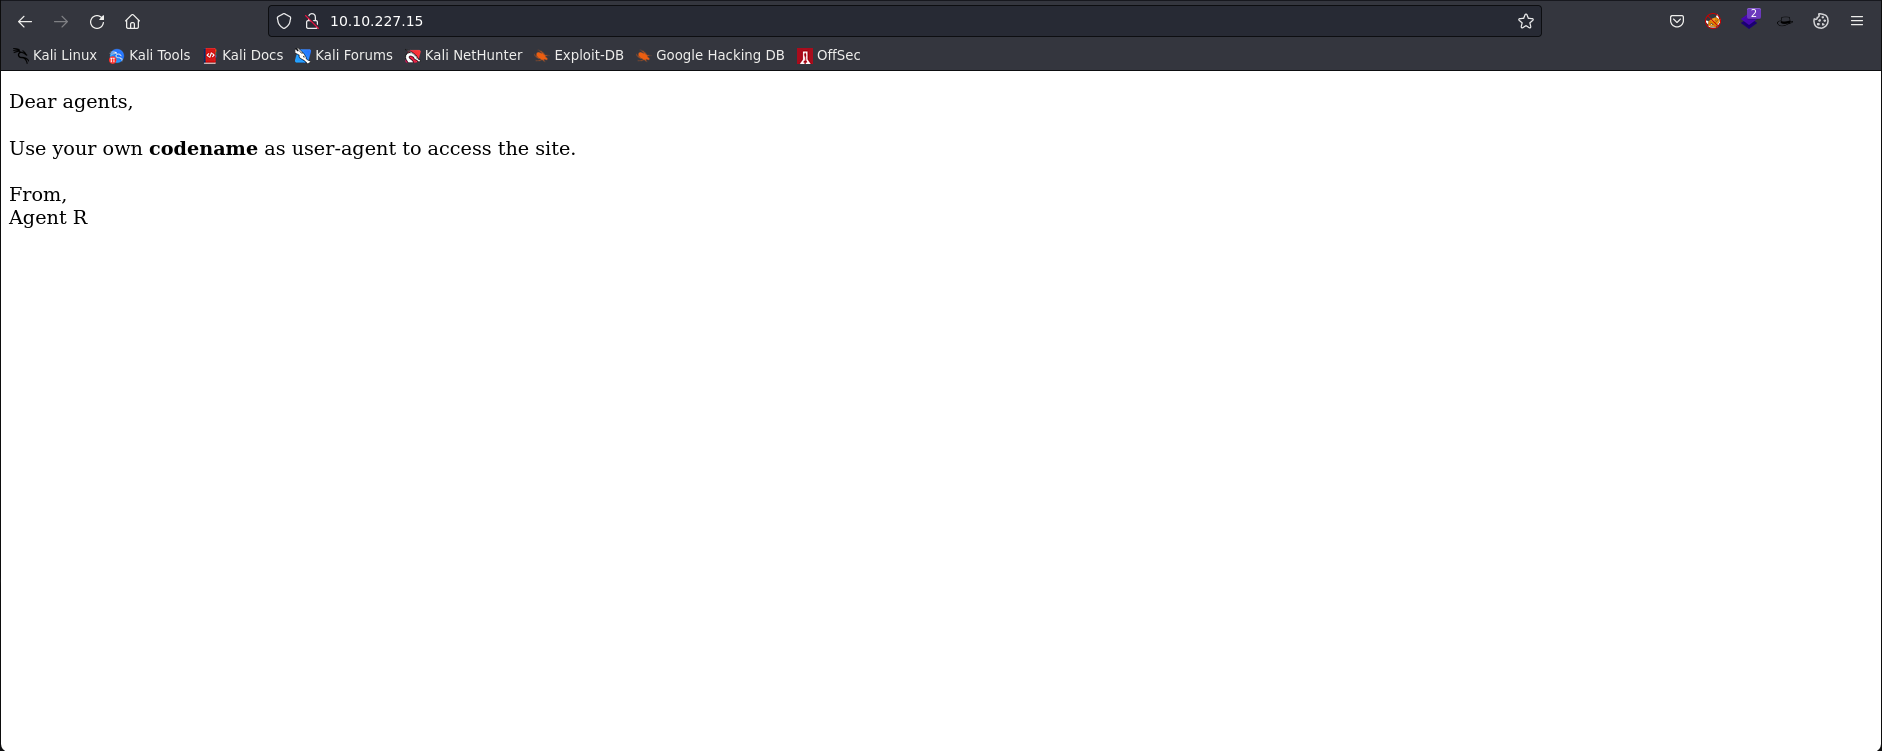 10.10.227.15
2
Kali Linux Kali Tools Kali Docs Kali Forums Kali NetHunter Exploit-DB Google Hacking DB OffSec
Dear agents,
Use your own codename as user-agent to access the site.
From,
Agent R